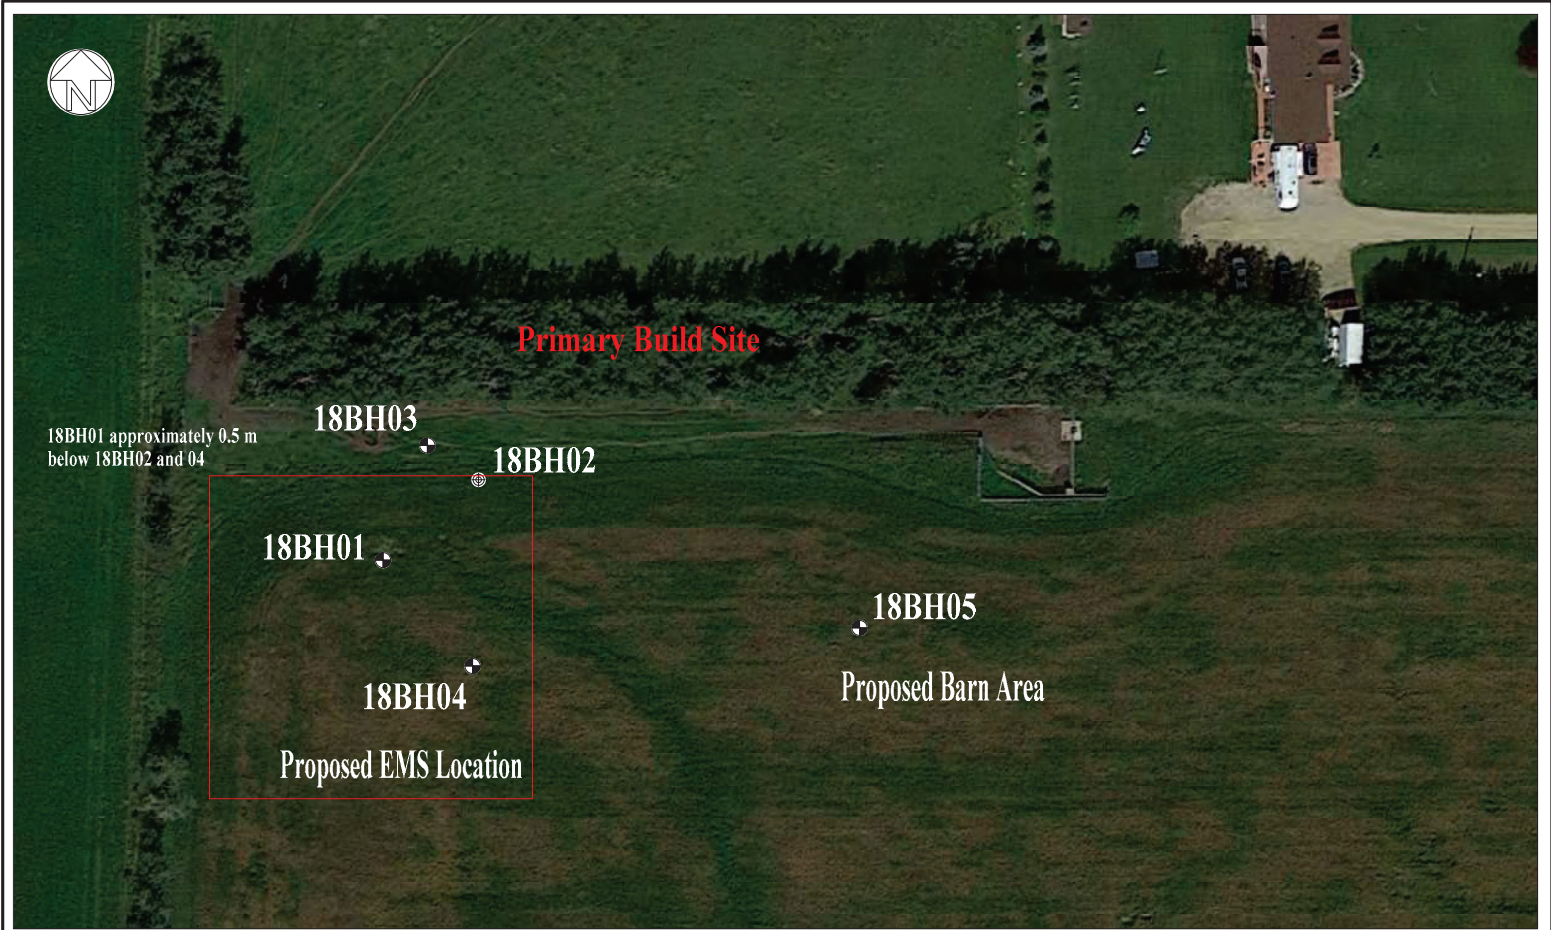 N
Primary Build Site
18BH03
18BH01 approximately 0.5 m
below 18BH02 and 04
18BH02
18BH01
18BH05
18BH04
Proposed Barn Area
Proposed EMS Location